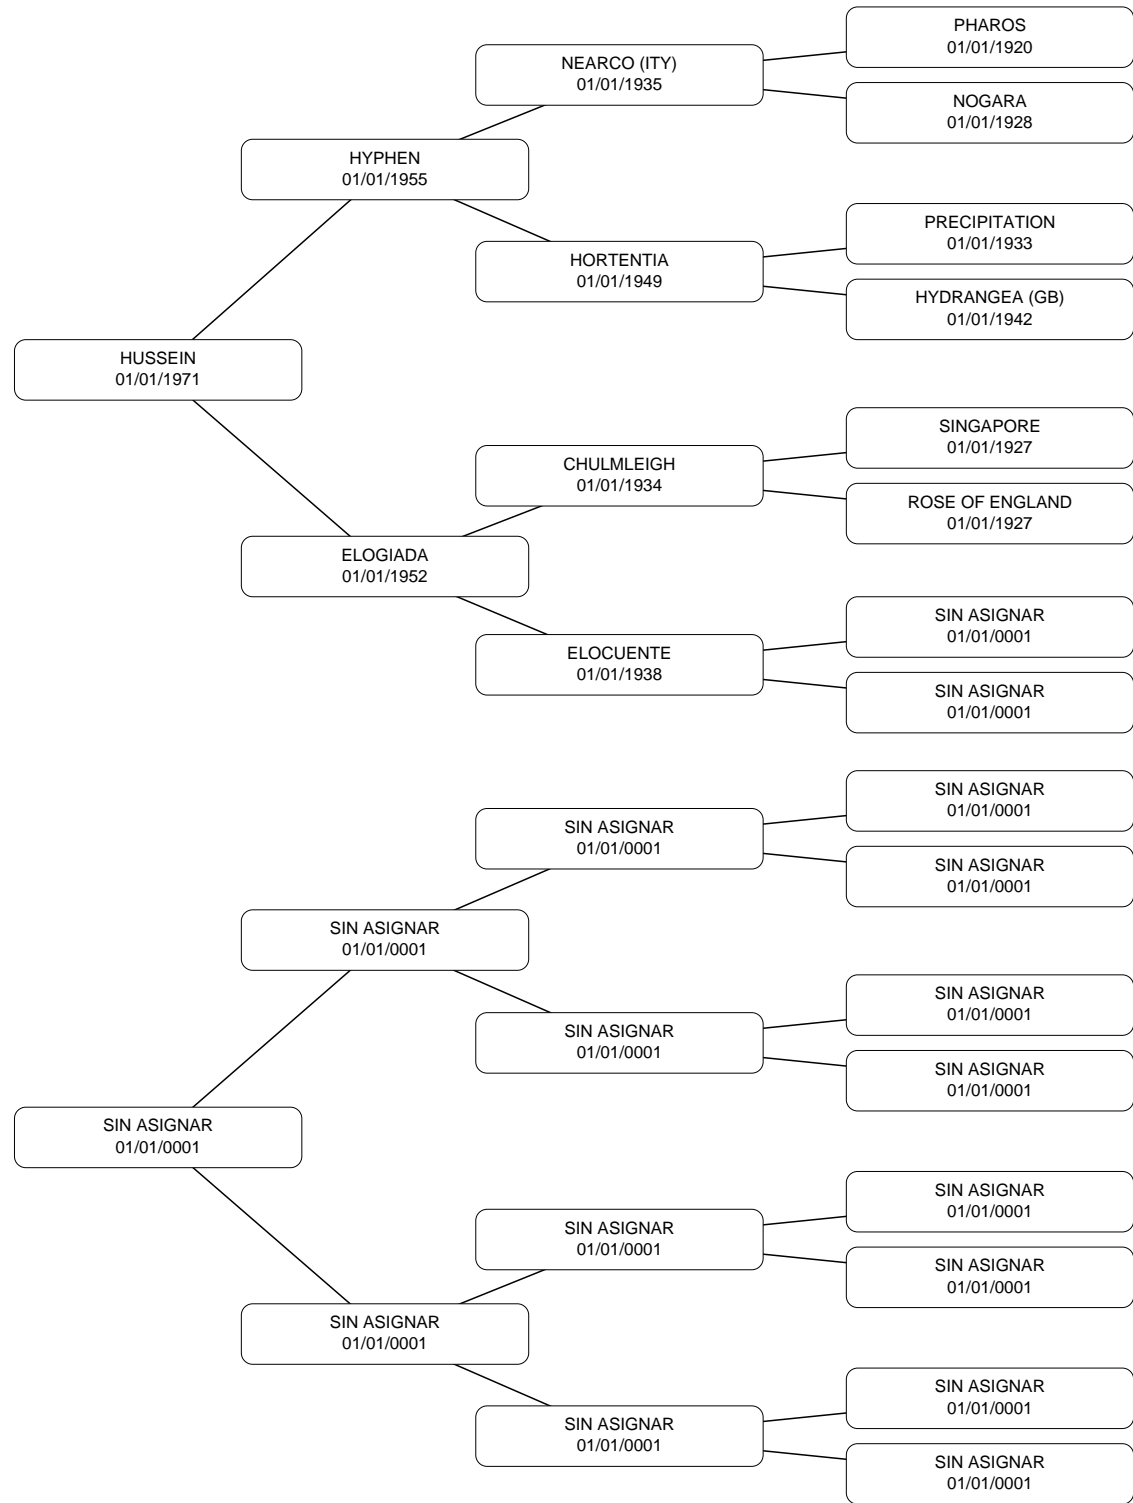 PHAROS
01/01/1920
NEARCO (ITY)
01/01/1935
NOGARA
01/01/1928
HYPHEN
01/01/1955
PRECIPITATION
01/01/1933
HORTENTIA
01/01/1949
HYDRANGEA (GB)
01/01/1942
HUSSEIN
01/01/1971
SINGAPORE
01/01/1927
CHULMLEIGH
01/01/1934
ROSE OF ENGLAND
01/01/1927
ELOGIADA
01/01/1952
SIN ASIGNAR
01/01/0001
ELOCUENTE
01/01/1938
SIN ASIGNAR
01/01/0001
SIN ASIGNAR
01/01/0001
SIN ASIGNAR
01/01/0001
SIN ASIGNAR
01/01/0001
SIN ASIGNAR
01/01/0001
SIN ASIGNAR
01/01/0001
SIN ASIGNAR
01/01/0001
SIN ASIGNAR
01/01/0001
SIN ASIGNAR
01/01/0001
SIN ASIGNAR
01/01/0001
SIN ASIGNAR
01/01/0001
SIN ASIGNAR
01/01/0001
SIN ASIGNAR
01/01/0001
SIN ASIGNAR
01/01/0001
SIN ASIGNAR
01/01/0001
SIN ASIGNAR
01/01/0001